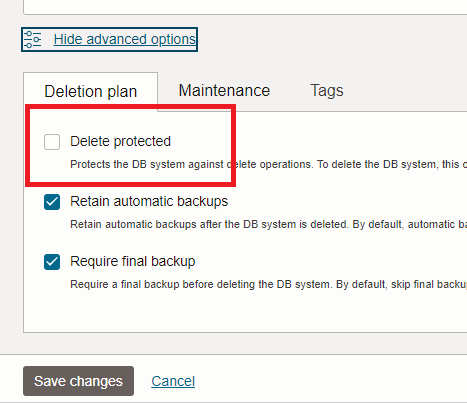 Hide advanced options
Deletion plan Maintenance Tags
Delete protected
Protects the DB system against delete operations. To delete the DB system, this
Retain automatic backups
Retain automatic backups after the DB system is deleted. By default, automatic
Require final backup
Require a final backup before deleting the DB system. By default, skip final
Save changes Cancel